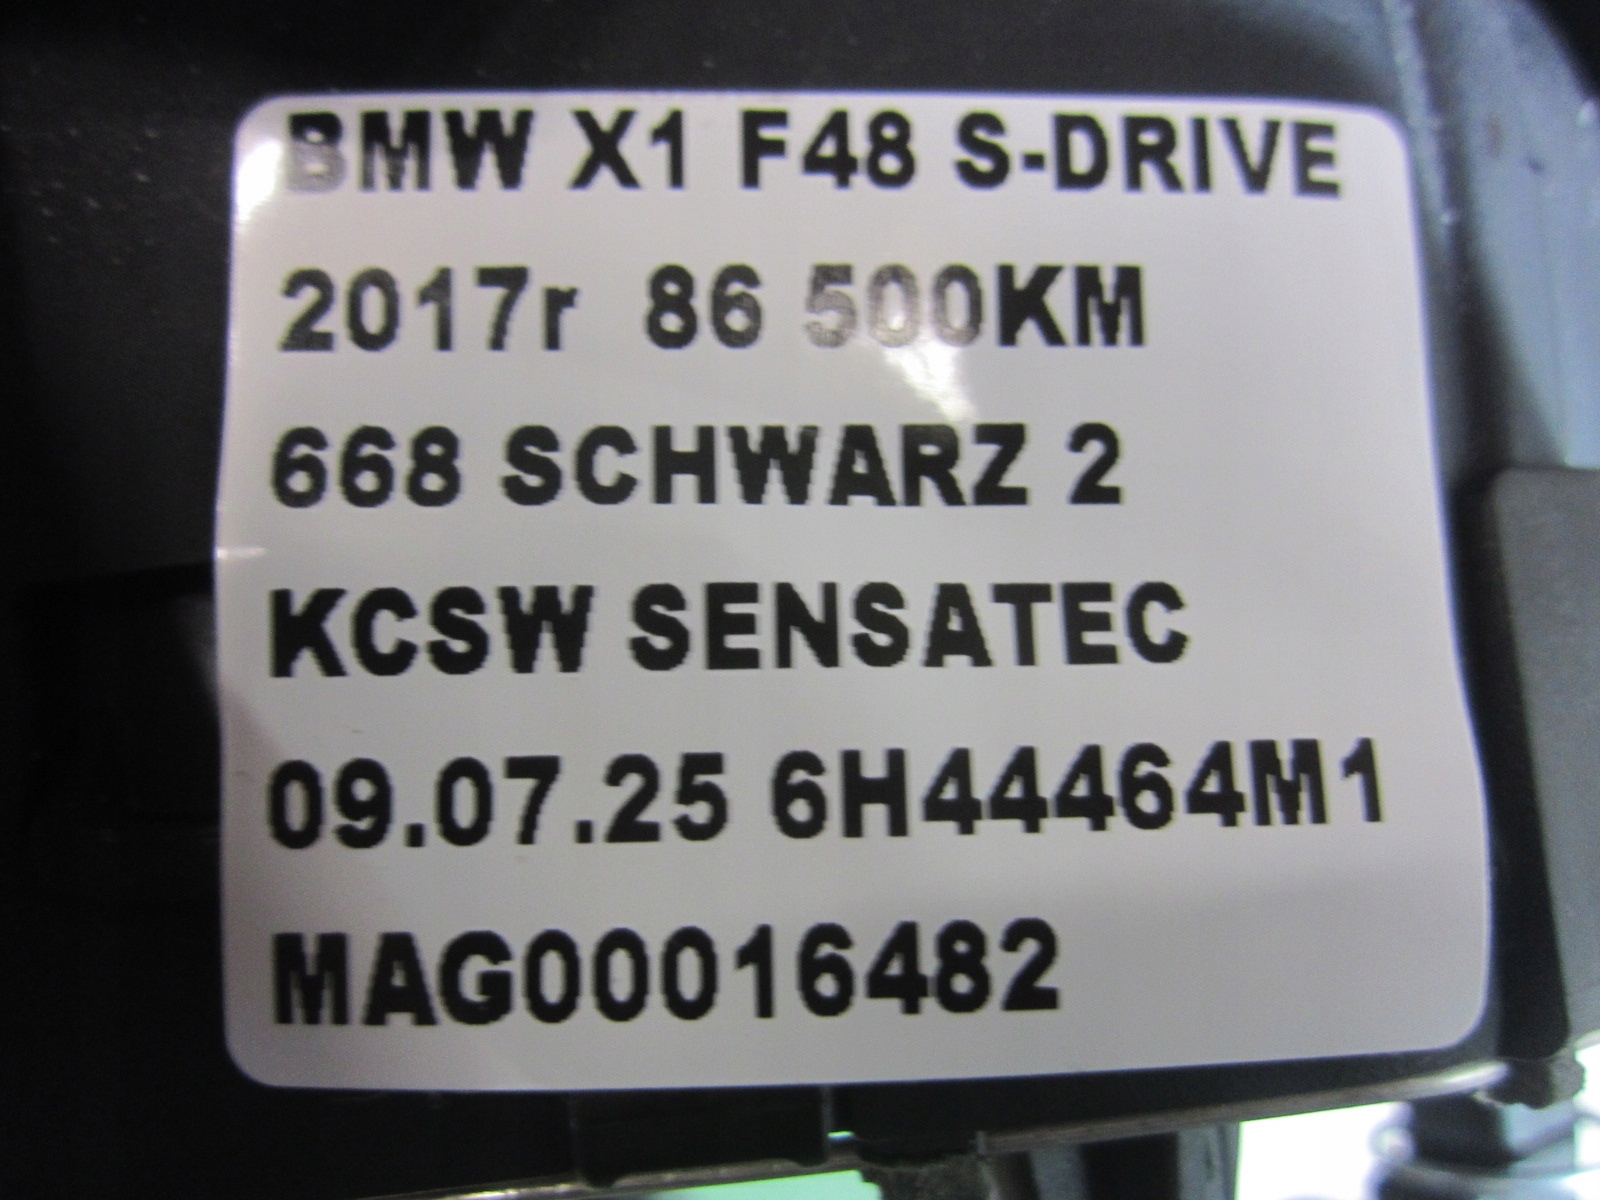 BMW X1 F48 S-DRIVE
2017r 86 500KM
668 SCHWARZ 2
KCSW SENSATEC
09.07.25 6H44464M1
MAG00016482